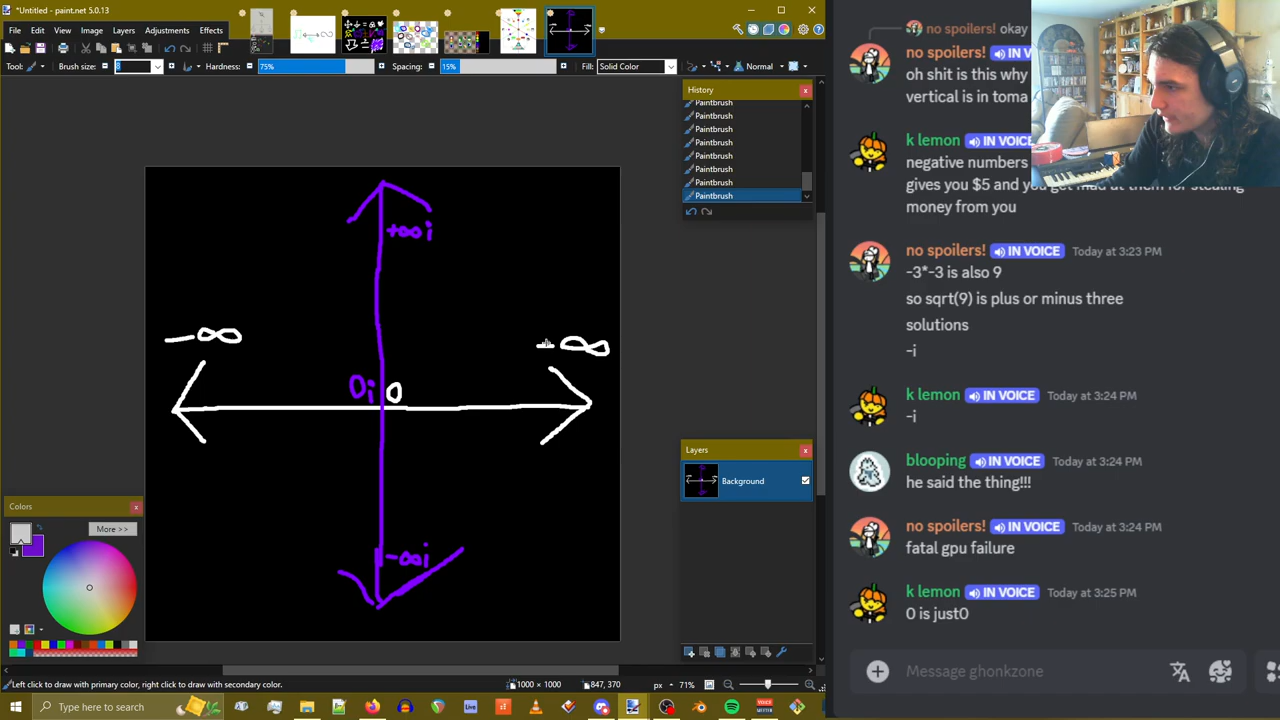 *Untitled - paint.net 5.0.13
File Edit View Image Layers Adjustments Effects
Tool: Brush size: 8 Hardness: 75% Spacing: 15% Fill: Solid Color Normal
History
Paintbrush
Paintbrush
Paintbrush
Paintbrush
Paintbrush
Paintbrush
Paintbrush
Paintbrush
+∞i
-∞
-∞
0i 0
-∞i
Layers
Background
Colors
More >>
Left click to draw with primary color, right click to draw with secondary color.
1000 × 1000
847, 370
px
71%
Type here to search
Live
no spoilers! okay
no spoilers! IN VOICE
oh shit is this why
vertical is in toma
k lemon IN VOICE
negative numbers
gives you $5 and you get mad at them for stealing
money from you
no spoilers! IN VOICE Today at 3:23 PM
-3*-3 is also 9
so sqrt(9) is plus or minus three
solutions
-i
k lemon IN VOICE Today at 3:24 PM
-i
blooping IN VOICE Today at 3:24 PM
he said the thing!!!
no spoilers! IN VOICE Today at 3:24 PM
fatal gpu failure
k lemon IN VOICE Today at 3:25 PM
0 is just0
Message ghonkzone